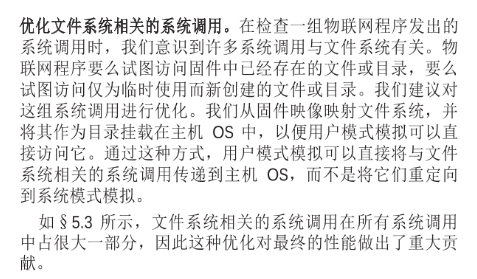 优化文件系统相关的系统调用。在检查一组物联网程序发出的
系统调用时，我们意识到许多系统调用与文件系统有关。物
联网程序要么试图访问固件中已经存在的文件或目录，要么
试图访问仅为临时使用而新创建的文件或目录。我们建议对
这组系统调用进行优化。我们从固件映像映射文件系统，并
将其作为目录挂载在主机 OS 中，以便用户模式模拟可以直
接访问它。通过这种方式，用户模式模拟可以直接将与文件
系统相关的系统调用传递到主机 OS，而不是将它们重定向
到系统模式模拟。
如 § 5.3 所示，文件系统相关的系统调用在所有系统调用
中占很大一部分，因此这种优化对最终的性能做出了重大贡
献。